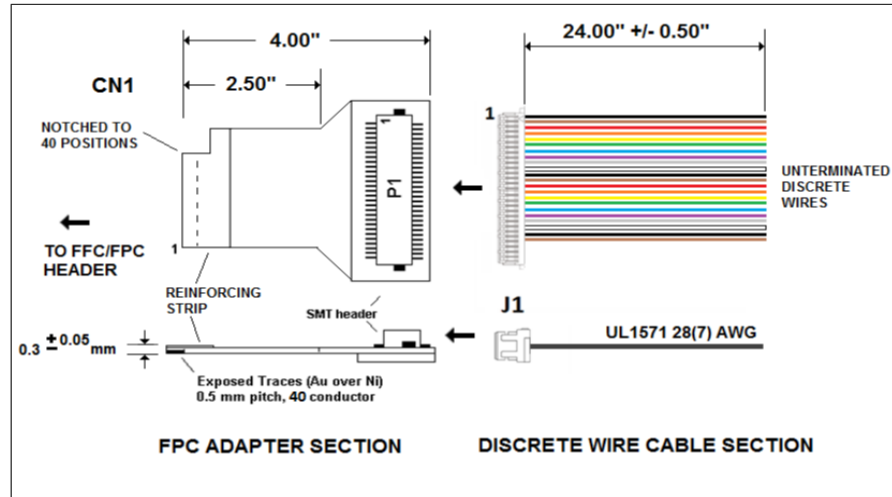 4.00"
24.00" +/- 0.50"
CN1
2.50"
NOTCHED TO
40 POSITIONS
1
P1
1
1
UNTERMINATED
DISCRETE
WIRES
TO FFC/FPC
HEADER
REINFORCING
STRIP
SMT header
J1
UL1571 28(7) AWG
0.3 ± 0.05 mm
Exposed Traces (Au over Ni)
0.5 mm pitch, 40 conductor
FPC ADAPTER SECTION
DISCRETE WIRE CABLE SECTION